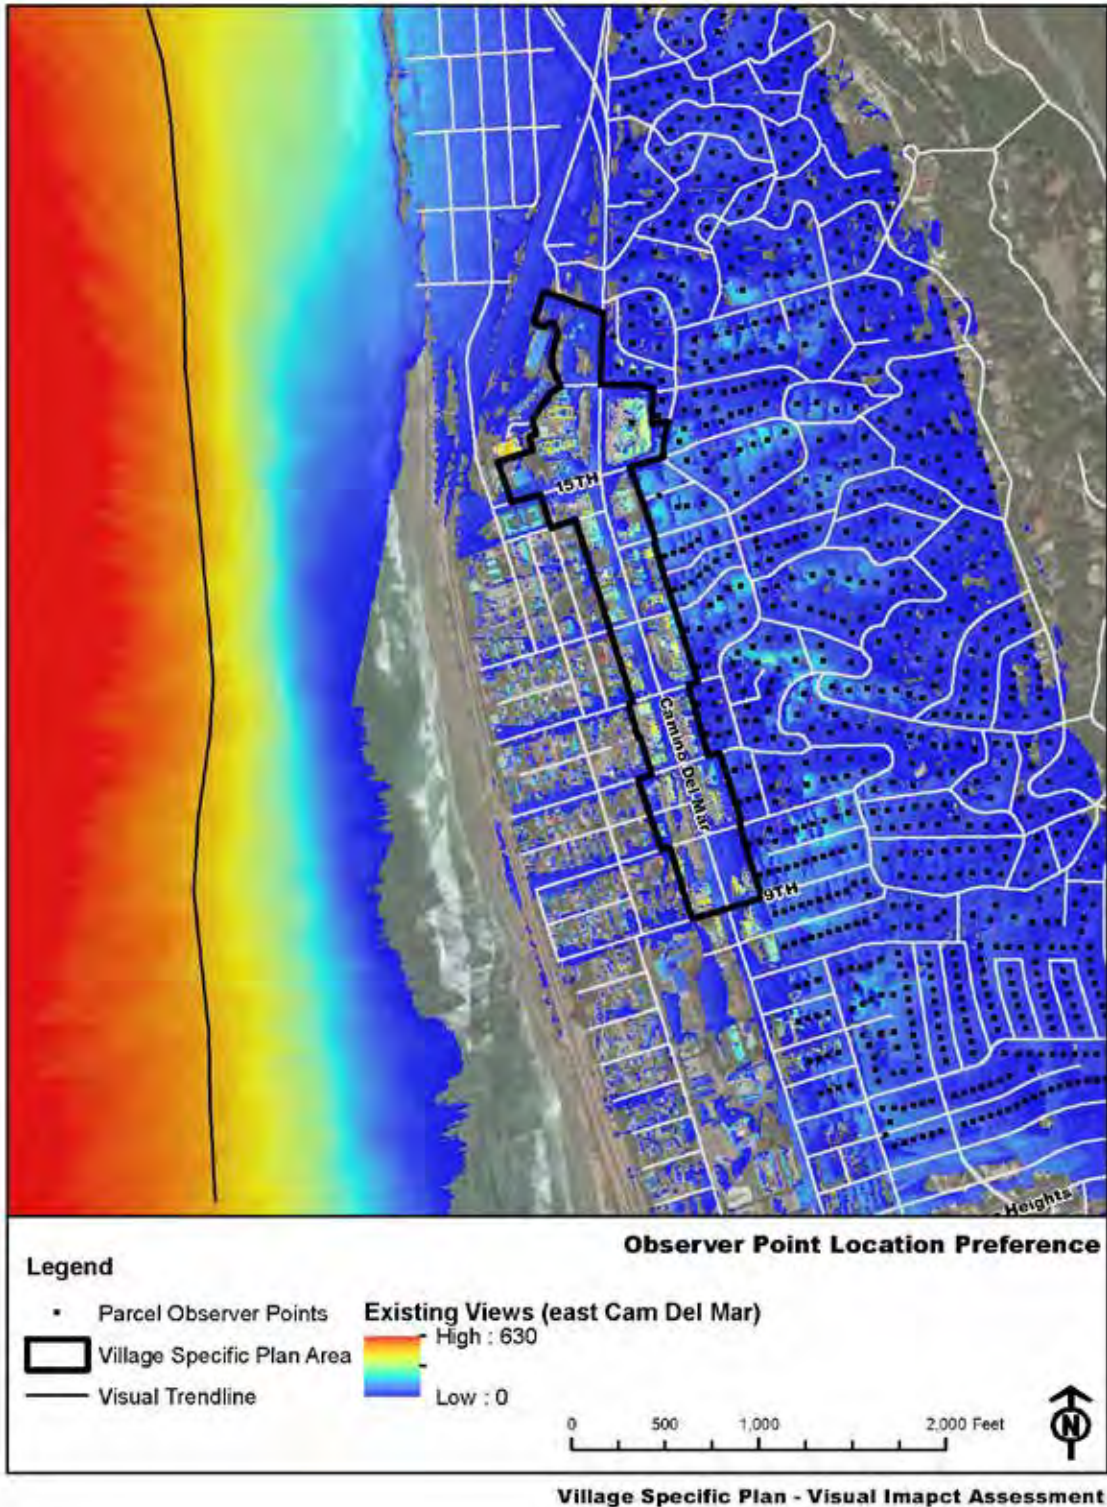 15TH
Camino Del Mar
9TH
Heights
Observer Point Location Preference
Legend
Parcel Observer Points
Village Specific Plan Area
Visual Trendline
Existing Views (east Cam Del Mar)
High : 630
Low : 0
0 500 1,000 2,000 Feet
N
Village Specific Plan - Visual Imapct Assessment